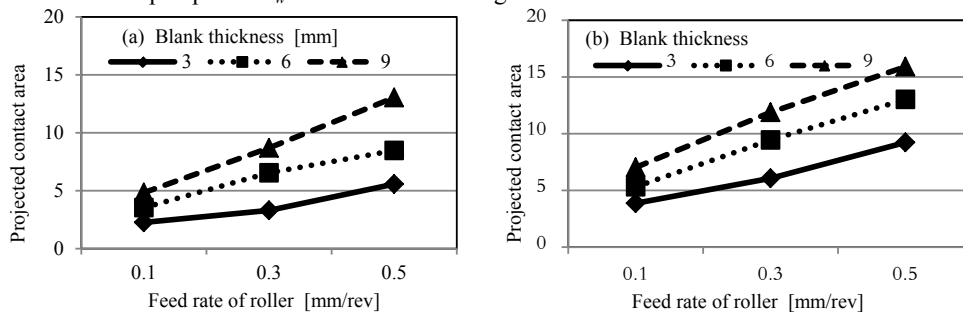 20
15
10
5
0
Projected contact area
(a) Blank thickness [mm]
3 6 9
0.1 0.3 0.5
Feed rate of roller [mm/rev]
20
15
10
5
0
Projected contact area
(b) Blank thickness
3 6 9
0.1 0.3 0.5
Feed rate of roller [mm/rev]